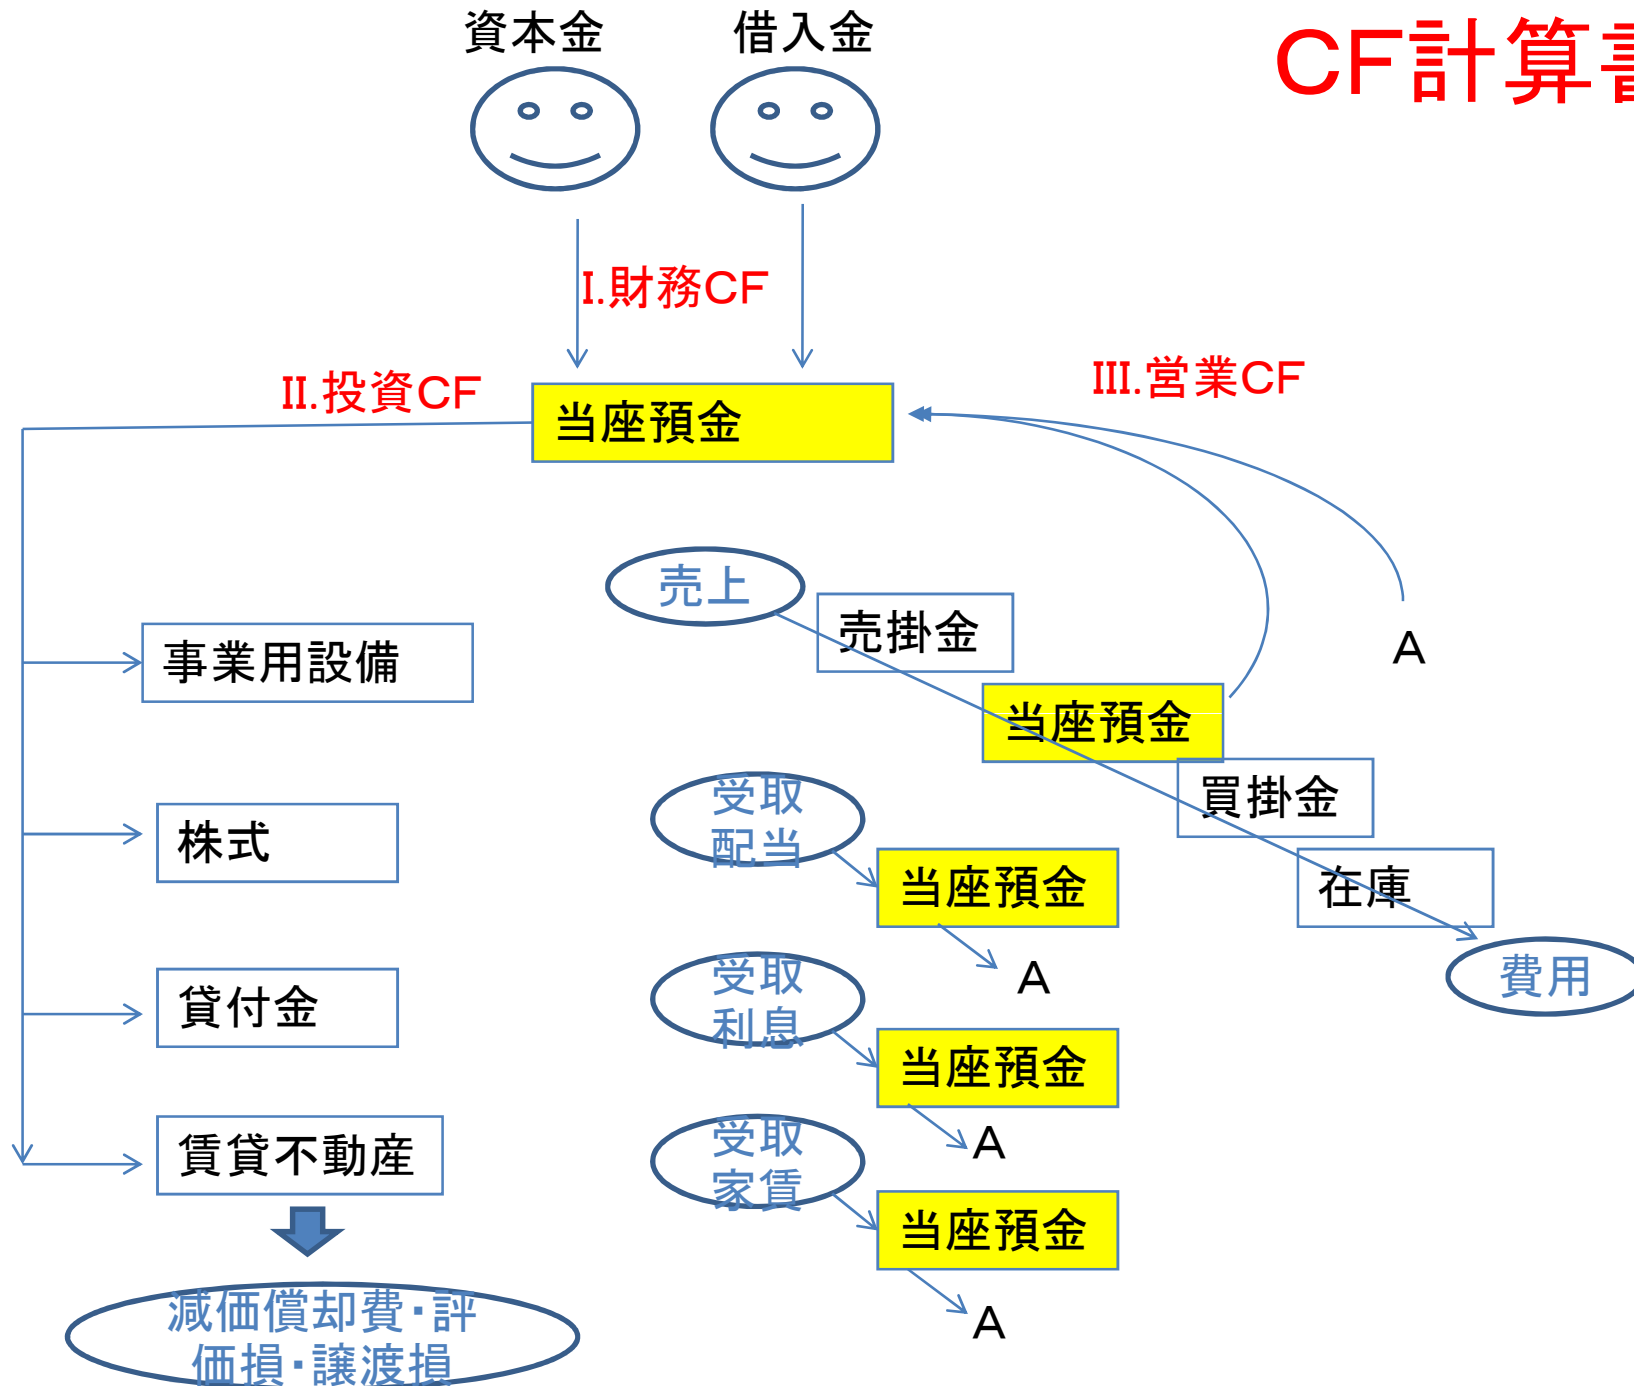 資本金
借入金
CF計算書
I.財務CF
II.投資CF
III.営業CF
当座預金
売上
売掛金
事業用設備
A
当座預金
受取
配当
買掛金
株式
当座預金
在庫
A
費用
受取
利息
貸付金
当座預金
A
受取
家賃
賃貸不動産
当座預金
A
減価償却費・評
価損・譲渡損